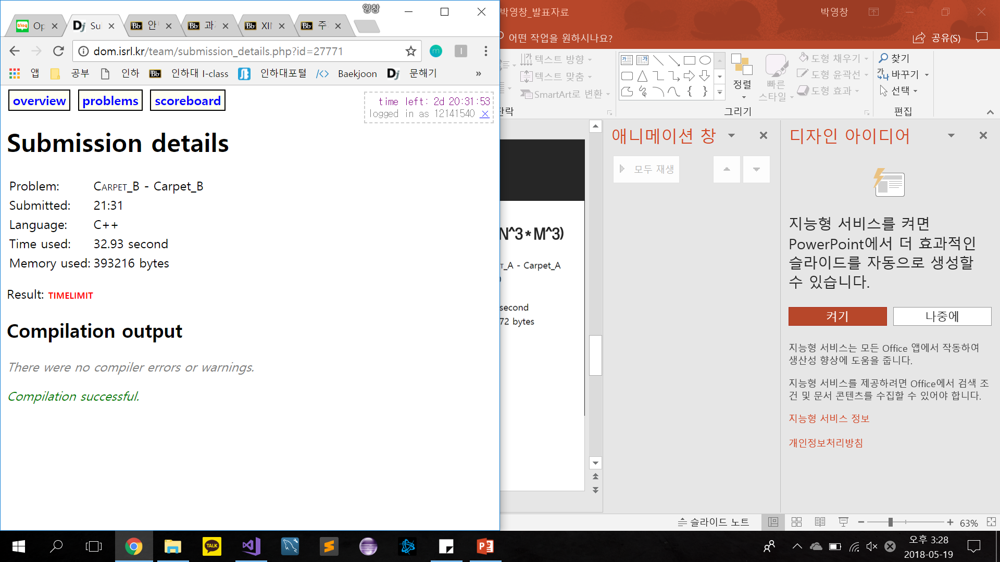 영창
Op
Su
안
과
XII
주
dom.isrl.kr/team/submission_details.php?id=27771
앱
공부
인하
인하대 I-class
인하대포털
Baekjoon
문해기
»
overview
problems
scoreboard
time left: 2d 20:31:53
logged in as 12141540
Submission details
Problem: CARPET_B - Carpet_B
Submitted: 21:31
Language: C++
Time used: 32.93 second
Memory used: 393216 bytes
Result: TIMELIMIT
Compilation output
There were no compiler errors or warnings.
Compilation successful.
박영창_발표자료
박영창
어떤 작업을 원하시나요?
공유(S)
텍스트 방향
텍스트 맞춤
SmartArt로 변환
단락
정렬
빠른
스타일
도형 채우기
도형 윤곽선
도형 효과
그리기
찾기
바꾸기
선택
편집
N^3*M^3)
_A - Carpet_A
second
72 bytes
애니메이션 창
모두 재생
디자인 아이디어
지능형 서비스를 켜면
PowerPoint에서 더 효과적인
슬라이드를 자동으로 생성할
수 있습니다.
켜기
나중에
지능형 서비스는 모든 Office 앱에서 작동하여
생산성 향상에 도움을 줍니다.
지능형 서비스를 제공하려면 Office에서 검색 조
건 및 문서 콘텐츠를 수집할 수 있어야 합니다.
지능형 서비스 정보
개인정보처리방침
슬라이드 노트
63%
TALK
오후 3:28
2018-05-19